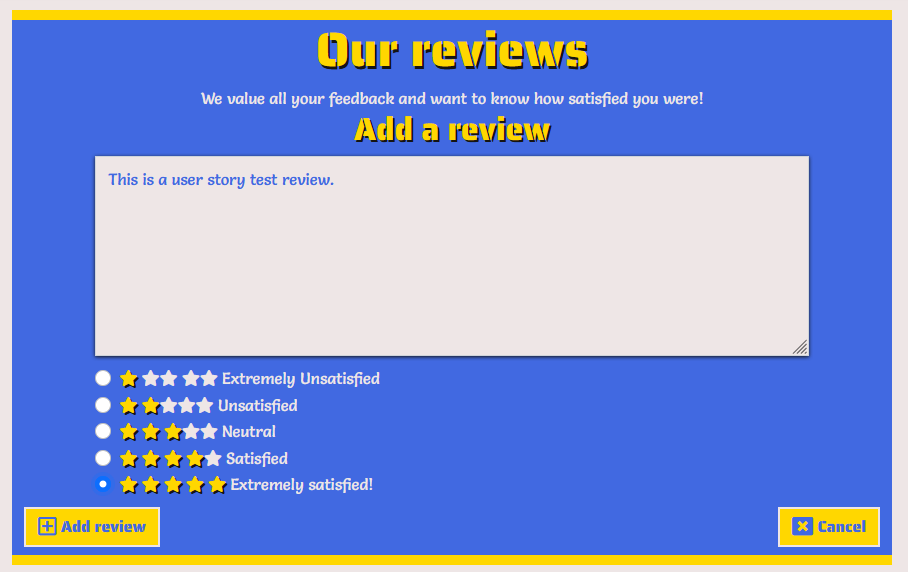 Our reviews
We value all your feedback and want to know how satisfied you were!
Add a review
This is a user story test review.
Extremely Unsatisfied
Unsatisfied
Neutral
Satisfied
Extremely satisfied!
Add review
Cancel